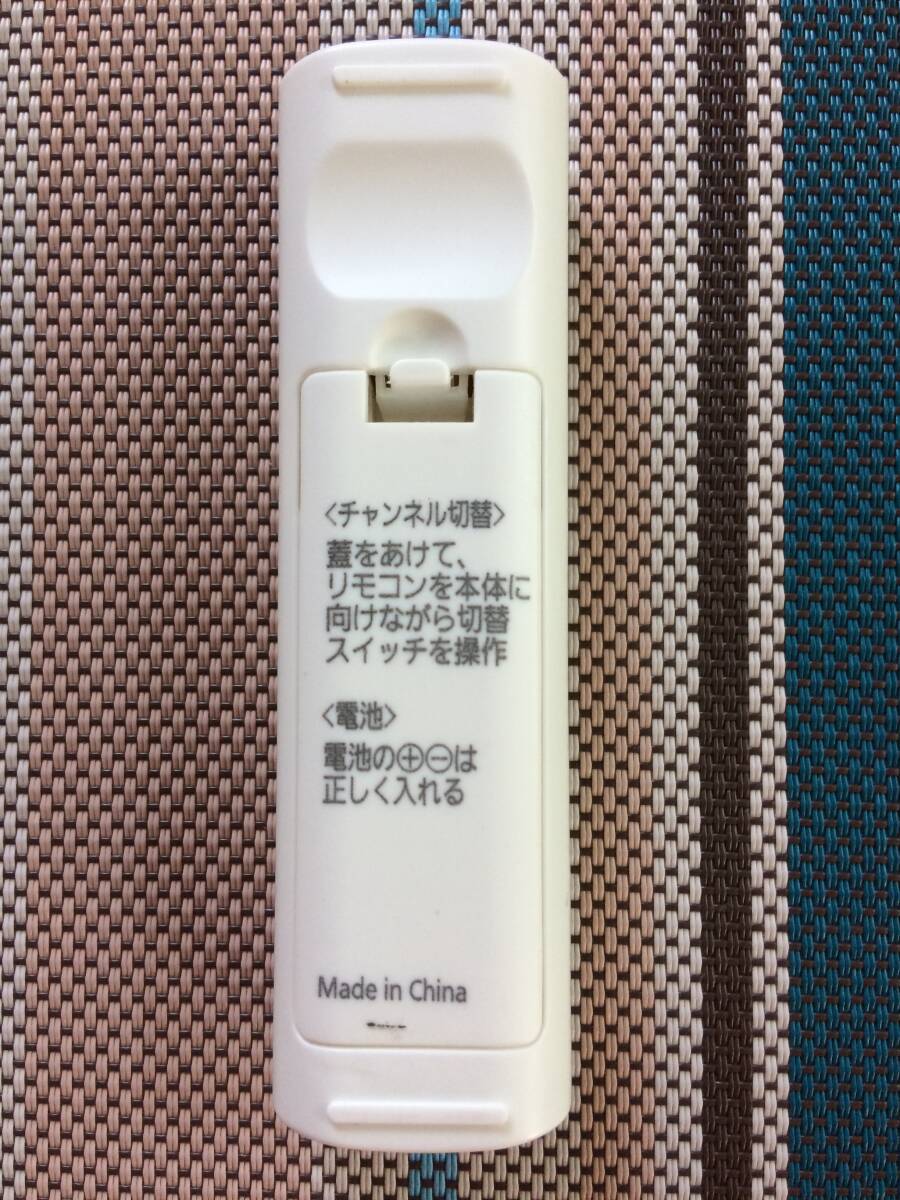 〈チャンネル切替〉
蓋をあけて、
リモコンを本体に
向けながら切替
スイッチを操作
〈電池〉
電池の⊕⊖は
正しく入れる
Made in China